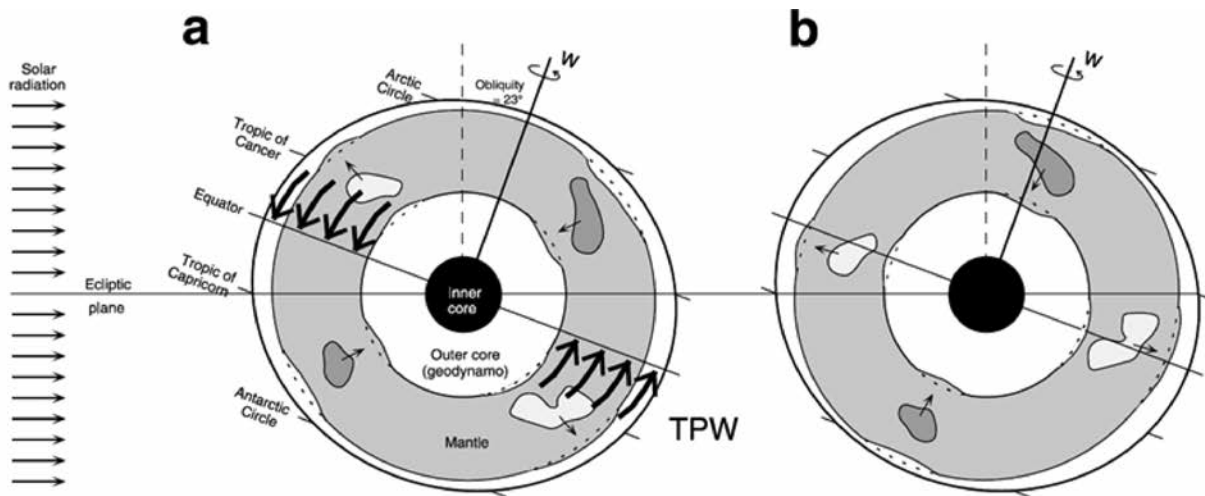 a
b
Solar
radiation
Arctic
Circle
Obliquity
= 23°
W
W
Tropic of
Cancer
Equator
Tropic of
Capricorn
Ecliptic
plane
Inner
core
Outer core
(geodynamo)
Antarctic
Circle
Mantle
TPW